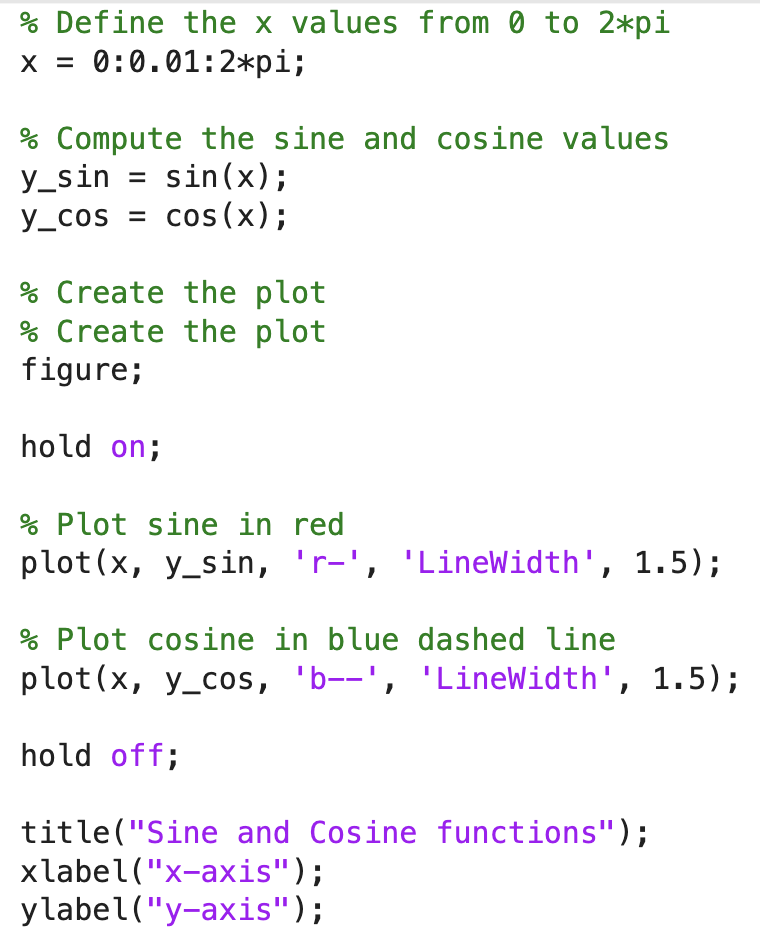 % Define the x values from 0 to 2*pi
x = 0:0.01:2*pi;
% Compute the sine and cosine values
y_sin = sin(x);
y_cos = cos(x);
% Create the plot
% Create the plot
figure;
hold on;
% Plot sine in red
plot(x, y_sin, 'r-', 'LineWidth', 1.5);
% Plot cosine in blue dashed line
plot(x, y_cos, 'b--', 'LineWidth', 1.5);
hold off;
title("Sine and Cosine functions");
xlabel("x-axis");
ylabel("y-axis");